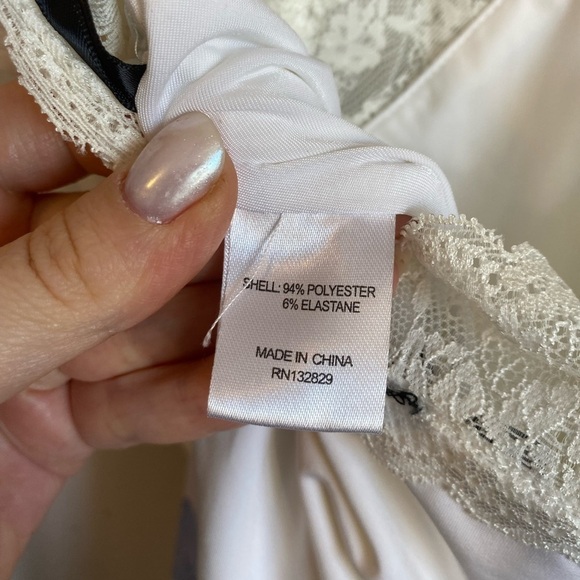 SHELL: 94% POLYESTER
6% ELASTANE
MADE IN CHINA
RN132829